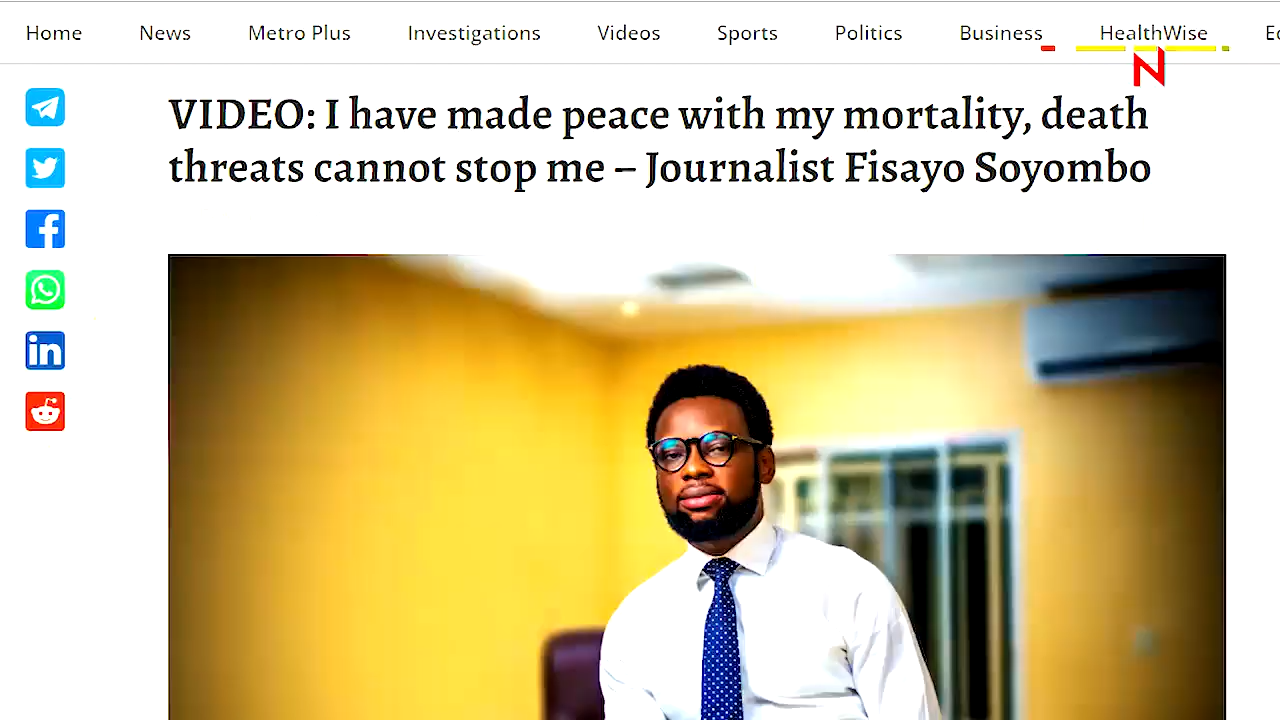 Home News Metro Plus Investigations Videos Sports Politics Business HealthWise
N
VIDEO: I have made peace with my mortality, death
threats cannot stop me – Journalist Fisayo Soyombo
in